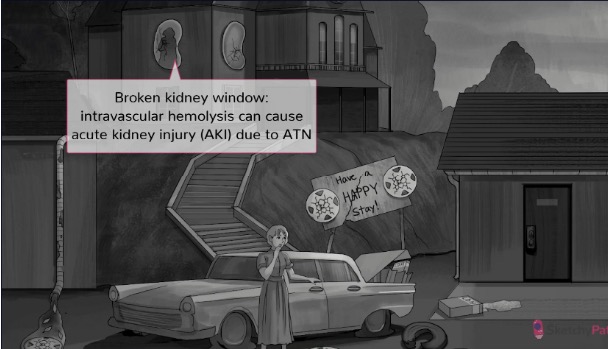 Broken kidney window:
intravascular hemolysis can cause
acute kidney injury (AKI) due to ATN
Have a
HAPPY
Stay!